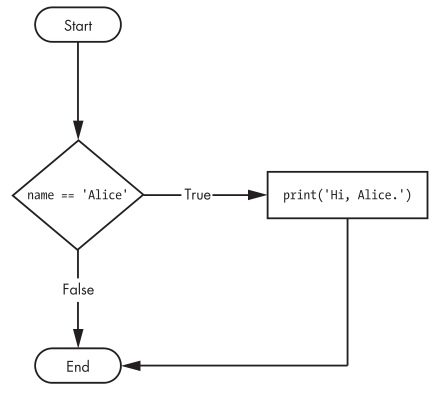 Start
name == 'Alice'
True
print('Hi, Alice.')
False
End